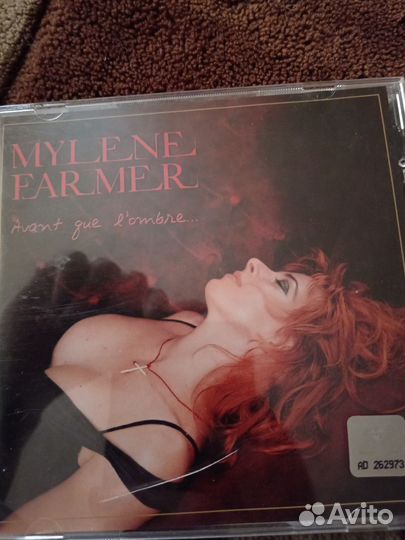 MYLENE
FARMER
Avant que l'ombre...
AD 262973
Avito